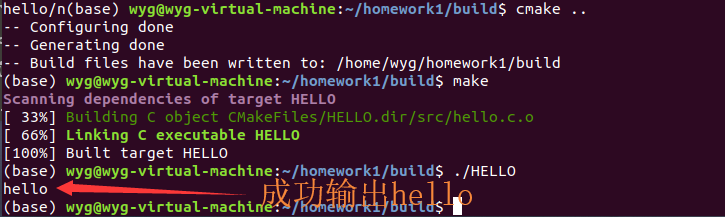 hello/n(base) wyg@wyg-virtual-machine:~/homework1/build$ cmake ..
-- Configuring done
-- Generating done
-- Build files have been written to: /home/wyg/homework1/build
(base) wyg@wyg-virtual-machine:~/homework1/build$ make
Scanning dependencies of target HELLO
[ 33%] Building C object CMakeFiles/HELLO.dir/src/hello.c.o
[ 66%] Linking C executable HELLO
[100%] Built target HELLO
(base) wyg@wyg-virtual-machine:~/homework1/build$ ./HELLO
hello
成功输出hello
(base) wyg@wyg-virtual-machine:~/homework1/build$